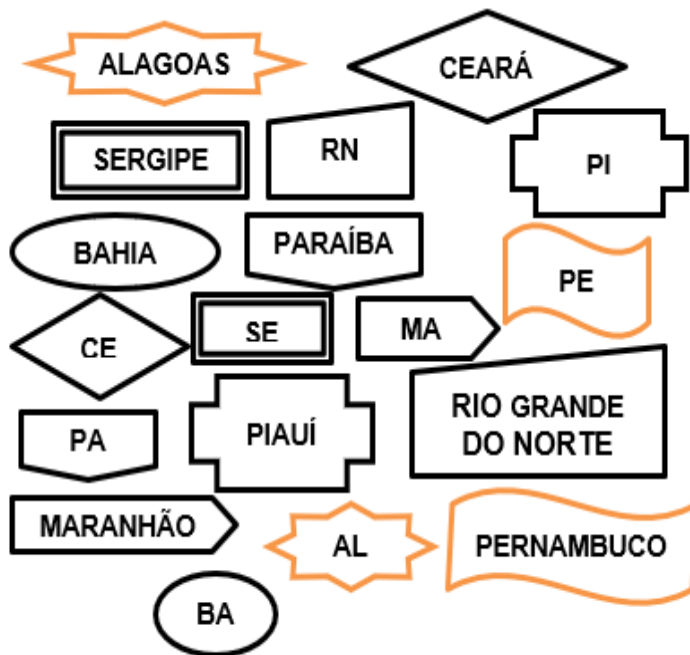 ALAGOAS
CEARÁ
SERGIPE
RN
PI
BAHIA
PARAÍBA
PE
CE
SE
MA
PA
PIAUÍ
RIO GRANDE
DO NORTE
MARANHÃO
AL
PERNAMBUCO
BA